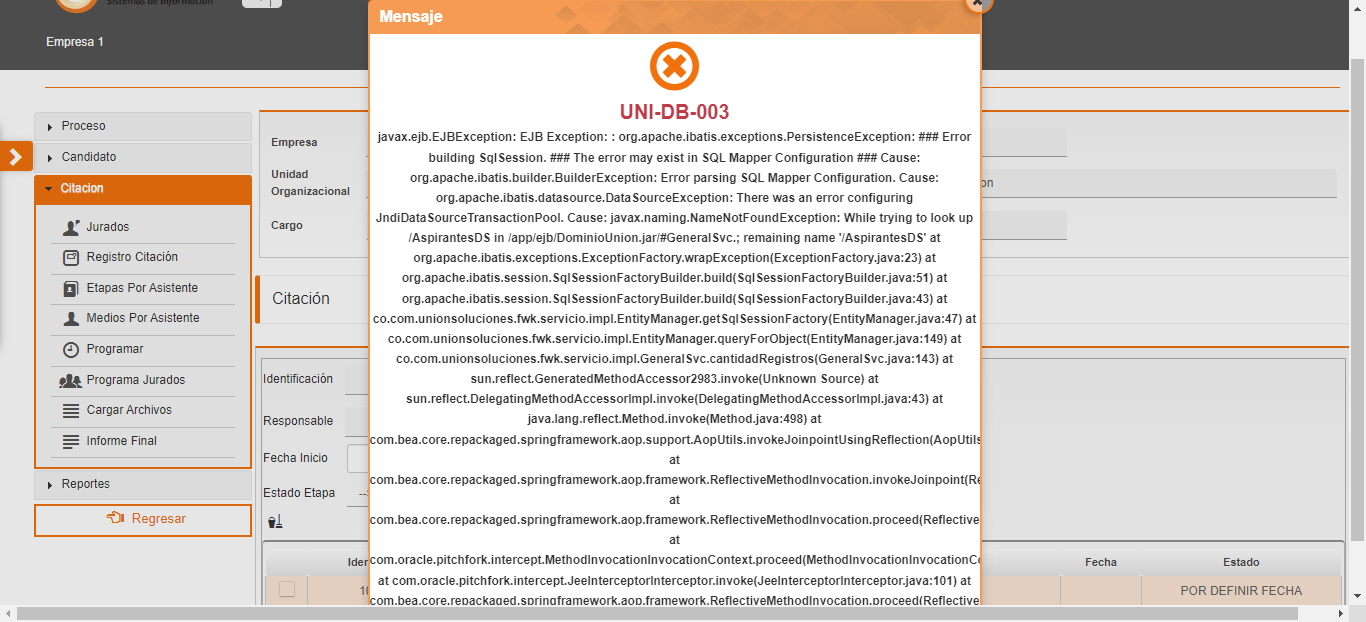 Sistemas de Información
Empresa 1
Mensaje
UNI-DB-003
javax.ejb.EJBException: EJB Exception: : org.apache.ibatis.exceptions.PersistenceException: ### Error
building SqlSession. ### The error may exist in SQL Mapper Configuration ### Cause:
org.apache.ibatis.builder.BuilderException: Error parsing SQL Mapper Configuration. Cause:
org.apache.ibatis.datasource.DataSourceException: There was an error configuring
JndiDataSourceTransactionPool. Cause: javax.naming.NameNotFoundException: While trying to look up
/AspirantesDS in /app/ejb/DominioUnion.jar/#GeneralSvc.; remaining name '/AspirantesDS' at
org.apache.ibatis.exceptions.ExceptionFactory.wrapException(ExceptionFactory.java:23) at
org.apache.ibatis.session.SqlSessionFactoryBuilder.build(SqlSessionFactoryBuilder.java:51) at
org.apache.ibatis.session.SqlSessionFactoryBuilder.build(SqlSessionFactoryBuilder.java:43) at
co.com.unionsoluciones.fwk.servicio.impl.EntityManager.getSqlSessionFactory(EntityManager.java:47) at
co.com.unionsoluciones.fwk.servicio.impl.EntityManager.queryForObject(EntityManager.java:149) at
co.com.unionsoluciones.fwk.servicio.impl.GeneralSvc.cantidadRegistros(GeneralSvc.java:143) at
sun.reflect.GeneratedMethodAccessor2983.invoke(Unknown Source) at
sun.reflect.DelegatingMethodAccessorImpl.invoke(DelegatingMethodAccessorImpl.java:43) at
java.lang.reflect.Method.invoke(Method.java:498) at
com.bea.core.repackaged.springframework.aop.support.AopUtils.invokeJoinpointUsingReflection(AopUtils
at
com.bea.core.repackaged.springframework.aop.framework.ReflectiveMethodInvocation.invokeJoinpoint(Re
at
com.bea.core.repackaged.springframework.aop.framework.ReflectiveMethodInvocation.proceed(Reflective
at
com.oracle.pitchfork.intercept.MethodInvocationInvocationContext.proceed(MethodInvocationInvocationCo
at com.oracle.pitchfork.intercept.JeeInterceptorInterceptor.invoke(JeeInterceptorInterceptor.java:101) at
com.bea.core.repackaged.springframework.aop.framework.ReflectiveMethodInvocation.proceed(Reflective
Proceso
Candidato
Citacion
Jurados
Registro Citación
Etapas Por Asistente
Medios Por Asistente
Programar
Programa Jurados
Cargar Archivos
Informe Final
Reportes
Regresar
Empresa
Unidad
Organizacional
on
Cargo
Citación
Identificación
Responsable
Fecha Inicio
Estado Etapa
Iden
Fecha
Estado
10
POR DEFINIR FECHA